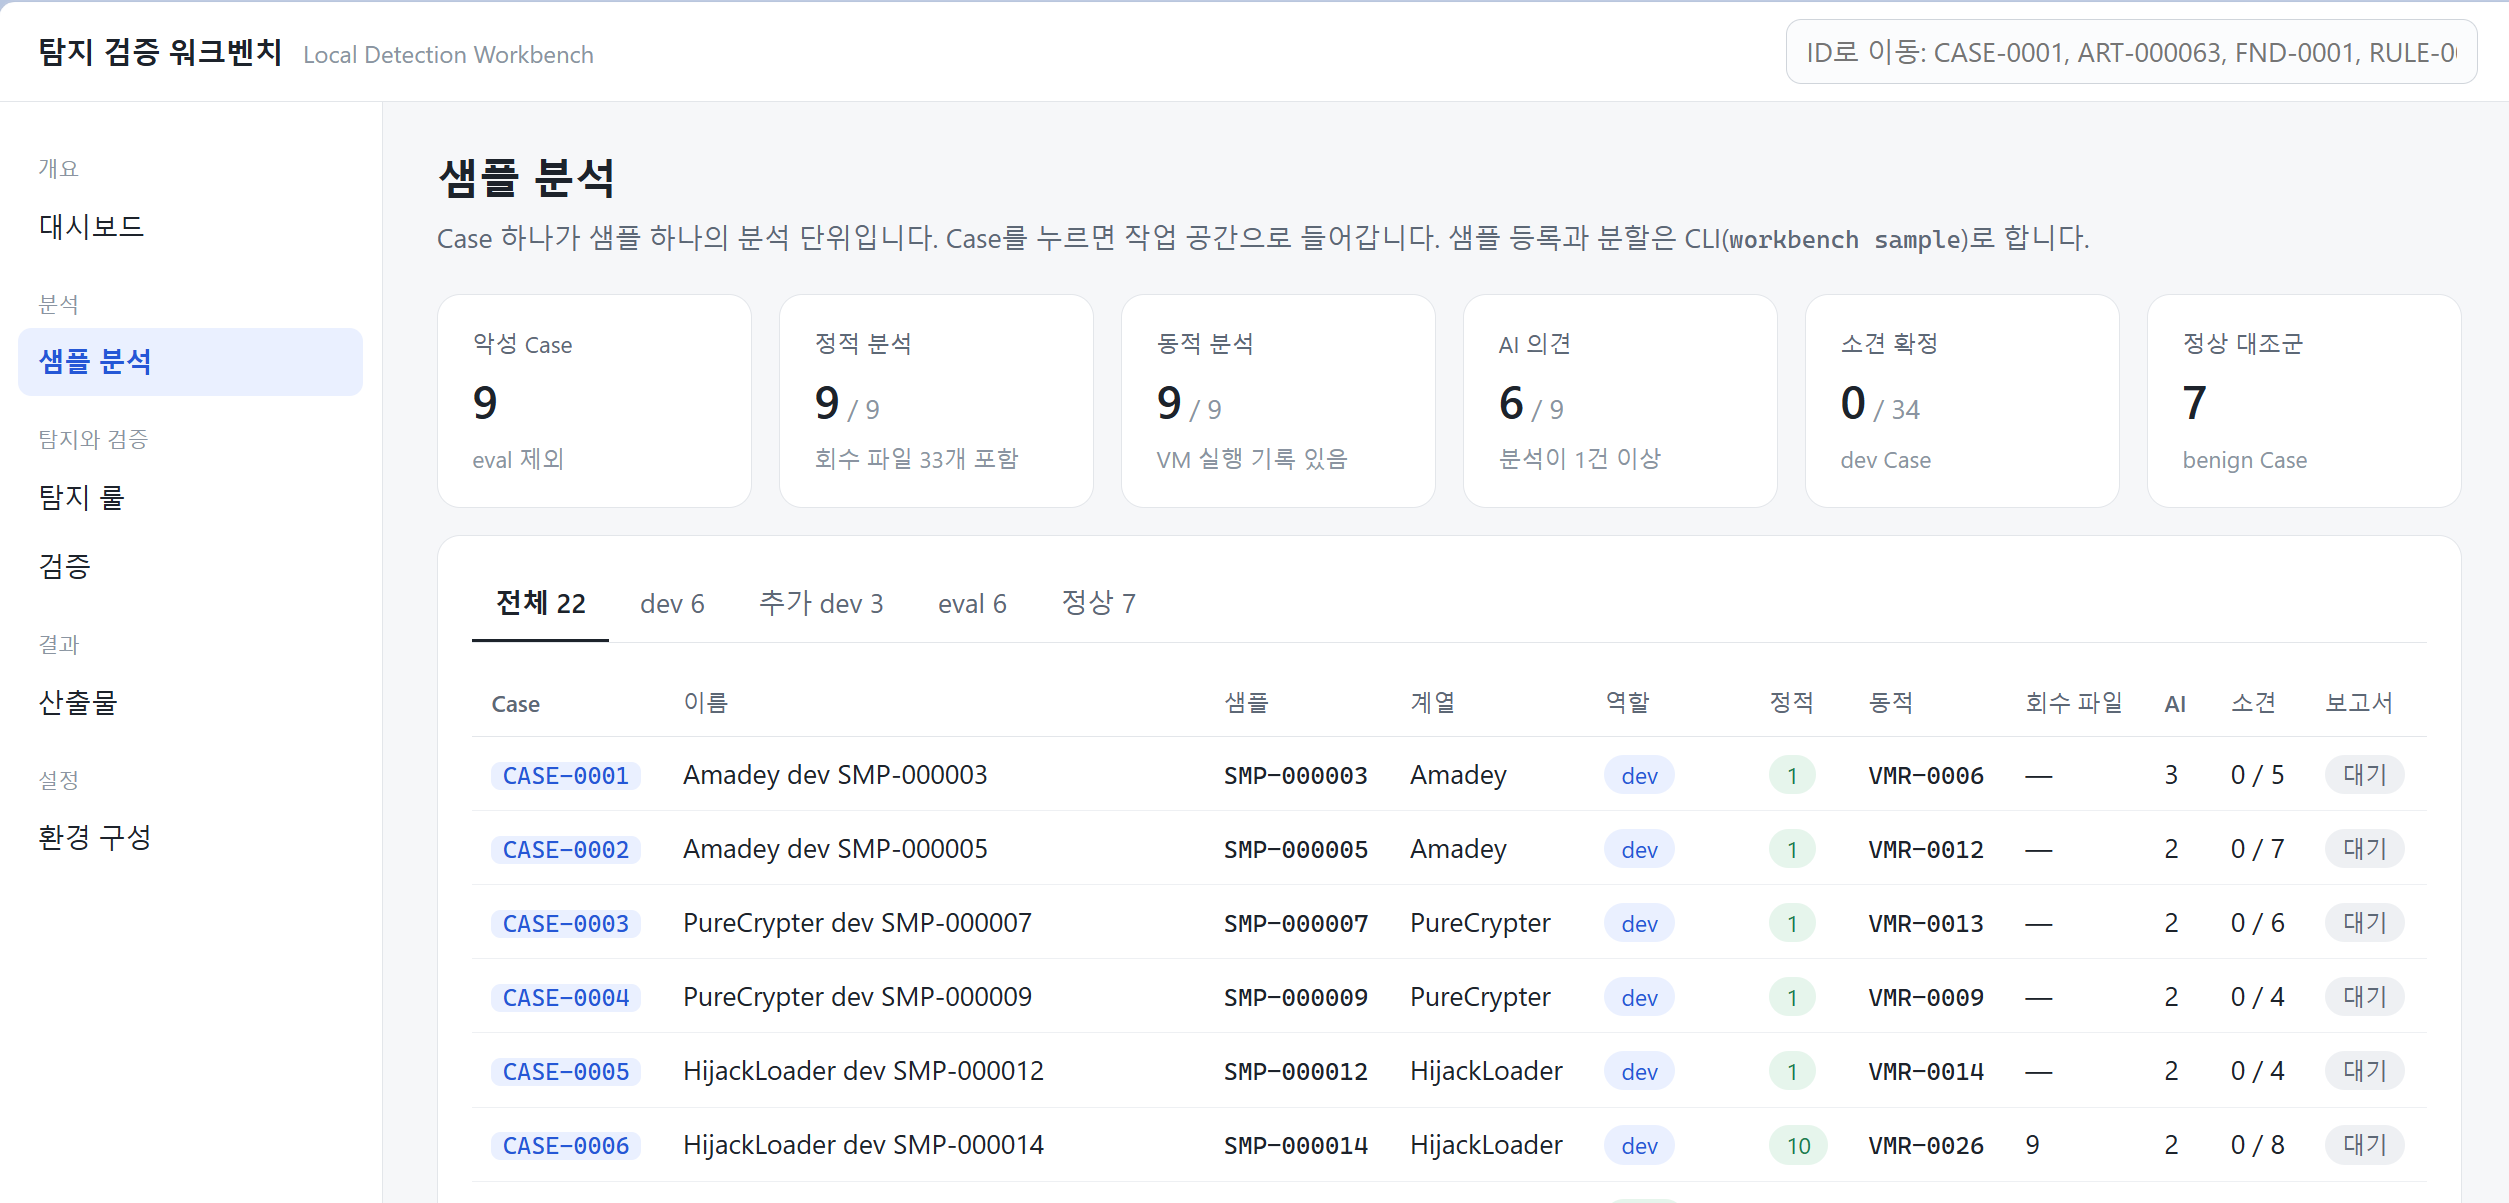 탐지 검증 워크벤치 Local Detection Workbench
ID로 이동: CASE-0001, ART-000063, FND-0001, RULE-0
개요
대시보드
분석
샘플 분석
탐지와 검증
탐지 룰
검증
결과
산출물
설정
환경 구성
샘플 분석
Case 하나가 샘플 하나의 분석 단위입니다. Case를 누르면 작업 공간으로 들어갑니다. 샘플 등록과 분할은 CLI(workbench sample)로 합니다.
악성 Case
9
eval 제외
정적 분석
9 / 9
회수 파일 33개 포함
동적 분석
9 / 9
VM 실행 기록 있음
AI 의견
6 / 9
분석이 1건 이상
소견 확정
0 / 34
dev Case
정상 대조군
7
benign Case
전체 22 dev 6 추가 dev 3 eval 6 정상 7
Case 이름 샘플 계열 역할 정적 동적 회수 파일 AI 소견 보고서
CASE-0001 Amadey dev SMP-000003 SMP-000003 Amadey dev 1 VMR-0006 — 3 0 / 5 대기
CASE-0002 Amadey dev SMP-000005 SMP-000005 Amadey dev 1 VMR-0012 — 2 0 / 7 대기
CASE-0003 PureCrypter dev SMP-000007 SMP-000007 PureCrypter dev 1 VMR-0013 — 2 0 / 6 대기
CASE-0004 PureCrypter dev SMP-000009 SMP-000009 PureCrypter dev 1 VMR-0009 — 2 0 / 4 대기
CASE-0005 HijackLoader dev SMP-000012 SMP-000012 HijackLoader dev 1 VMR-0014 — 2 0 / 4 대기
CASE-0006 HijackLoader dev SMP-000014 SMP-000014 HijackLoader dev 10 VMR-0026 9 2 0 / 8 대기